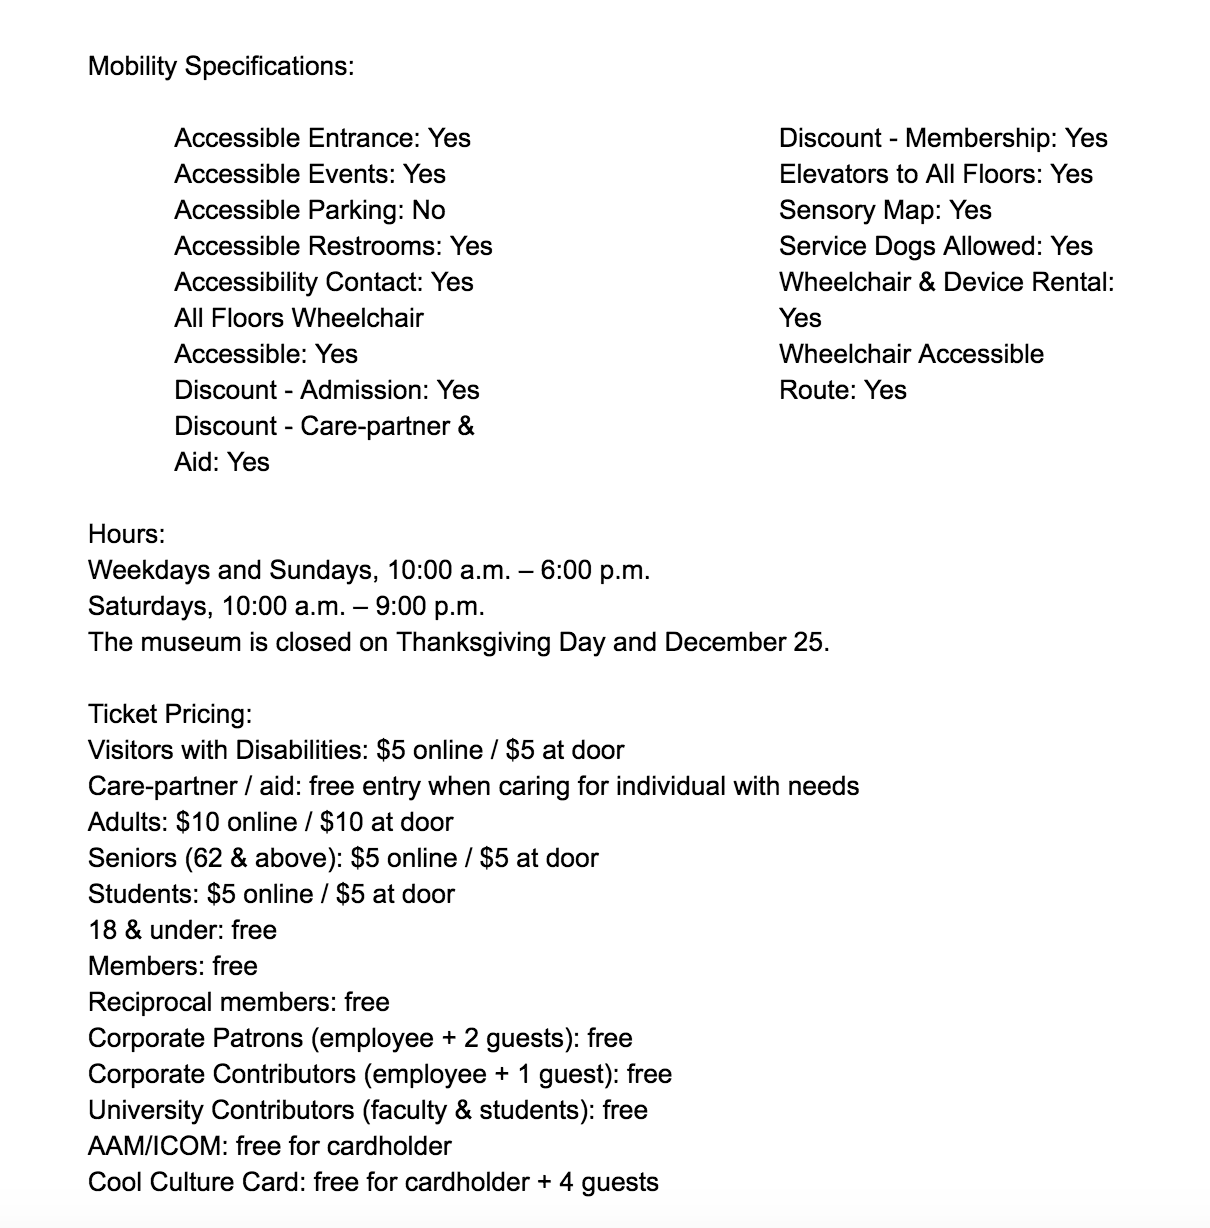 Mobility Specifications:
Accessible Entrance: Yes
Accessible Events: Yes
Accessible Parking: No
Accessible Restrooms: Yes
Accessibility Contact: Yes
All Floors Wheelchair
Accessible: Yes
Discount - Admission: Yes
Discount - Care-partner &
Aid: Yes
Discount - Membership: Yes
Elevators to All Floors: Yes
Sensory Map: Yes
Service Dogs Allowed: Yes
Wheelchair & Device Rental:
Yes
Wheelchair Accessible
Route: Yes
Hours:
Weekdays and Sundays, 10:00 a.m. – 6:00 p.m.
Saturdays, 10:00 a.m. – 9:00 p.m.
The museum is closed on Thanksgiving Day and December 25.
Ticket Pricing:
Visitors with Disabilities: $5 online / $5 at door
Care-partner / aid: free entry when caring for individual with needs
Adults: $10 online / $10 at door
Seniors (62 & above): $5 online / $5 at door
Students: $5 online / $5 at door
18 & under: free
Members: free
Reciprocal members: free
Corporate Patrons (employee + 2 guests): free
Corporate Contributors (employee + 1 guest): free
University Contributors (faculty & students): free
AAM/ICOM: free for cardholder
Cool Culture Card: free for cardholder + 4 guests